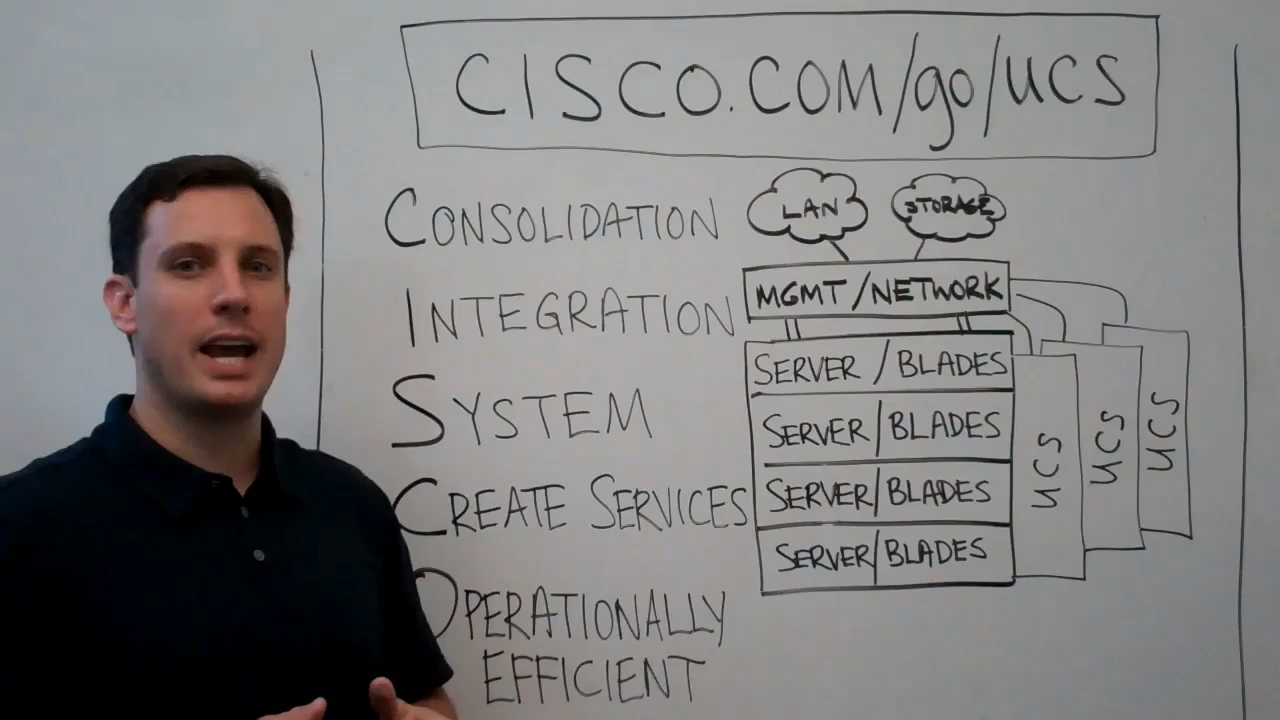 CISCO.COM/go/UCS
CONSOLIDATION
INTEGRATION
SYSTEM
CREATE SERVICES
OPERATIONALLY
EFFICIENT
LAN
STORAGE
MGMT/NETWORK
SERVER/BLADES
SERVER/BLADES
SERVER/BLADES
SERVER/BLADES
UCS
UCS
UCS